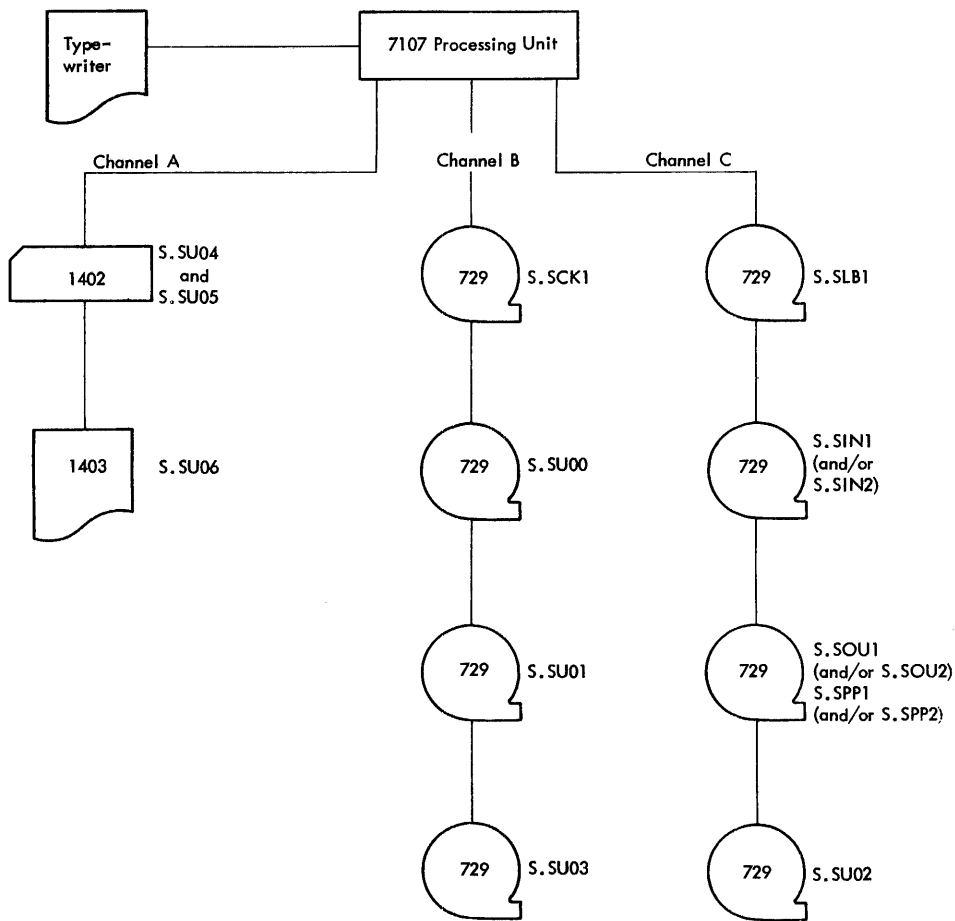 Type-
writer
7107 Processing Unit
Channel A
Channel B
Channel C
1402
S.SU04
and
S.SU05
729
S.SCK1
729
S.SLB1
1403
S.SU06
729
S.SU00
729
S.SIN1
(and/or
S.SIN2)
729
S.SU01
729
S.SOU1
(and/or S.SOU2)
S.SPP1
(and/or S.SPP2)
729
S.SU03
729
S.SU02